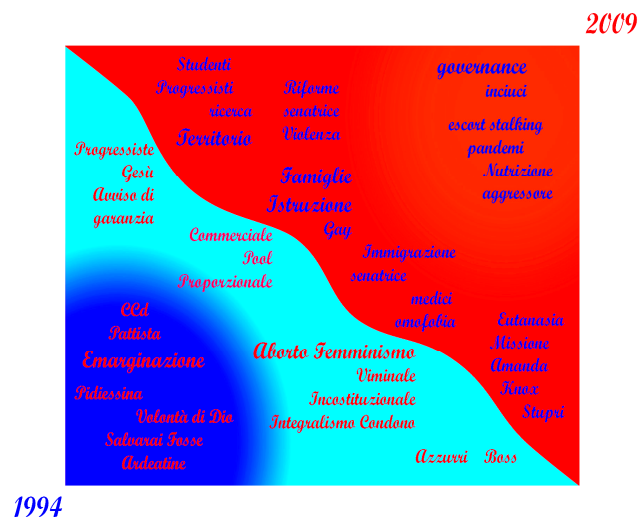 2009
Studenti
Progressisti
ricerca
Territorio
Riforme
senatrice
Violenza
governance
inciuci
escort stalking
pandemi
Nutrizione
aggressore
Progressiste
Gesù
Avviso di
garanzia
Famiglie
Istruzione
Gay
Commerciale
Pool
Proporzionale
Immigrazione
senatrice
medici
omofobia
CCd
Pattista
Emarginazione
Pidiessina
Volontà di Dio
Salvarai Fosse
Ardeatine
Aborto Femminismo
Viminale
Incostituzionale
Integralismo Condono
Eutanasia
Missione
Amanda
Knox
Stupri
Azzurri Boss
1994